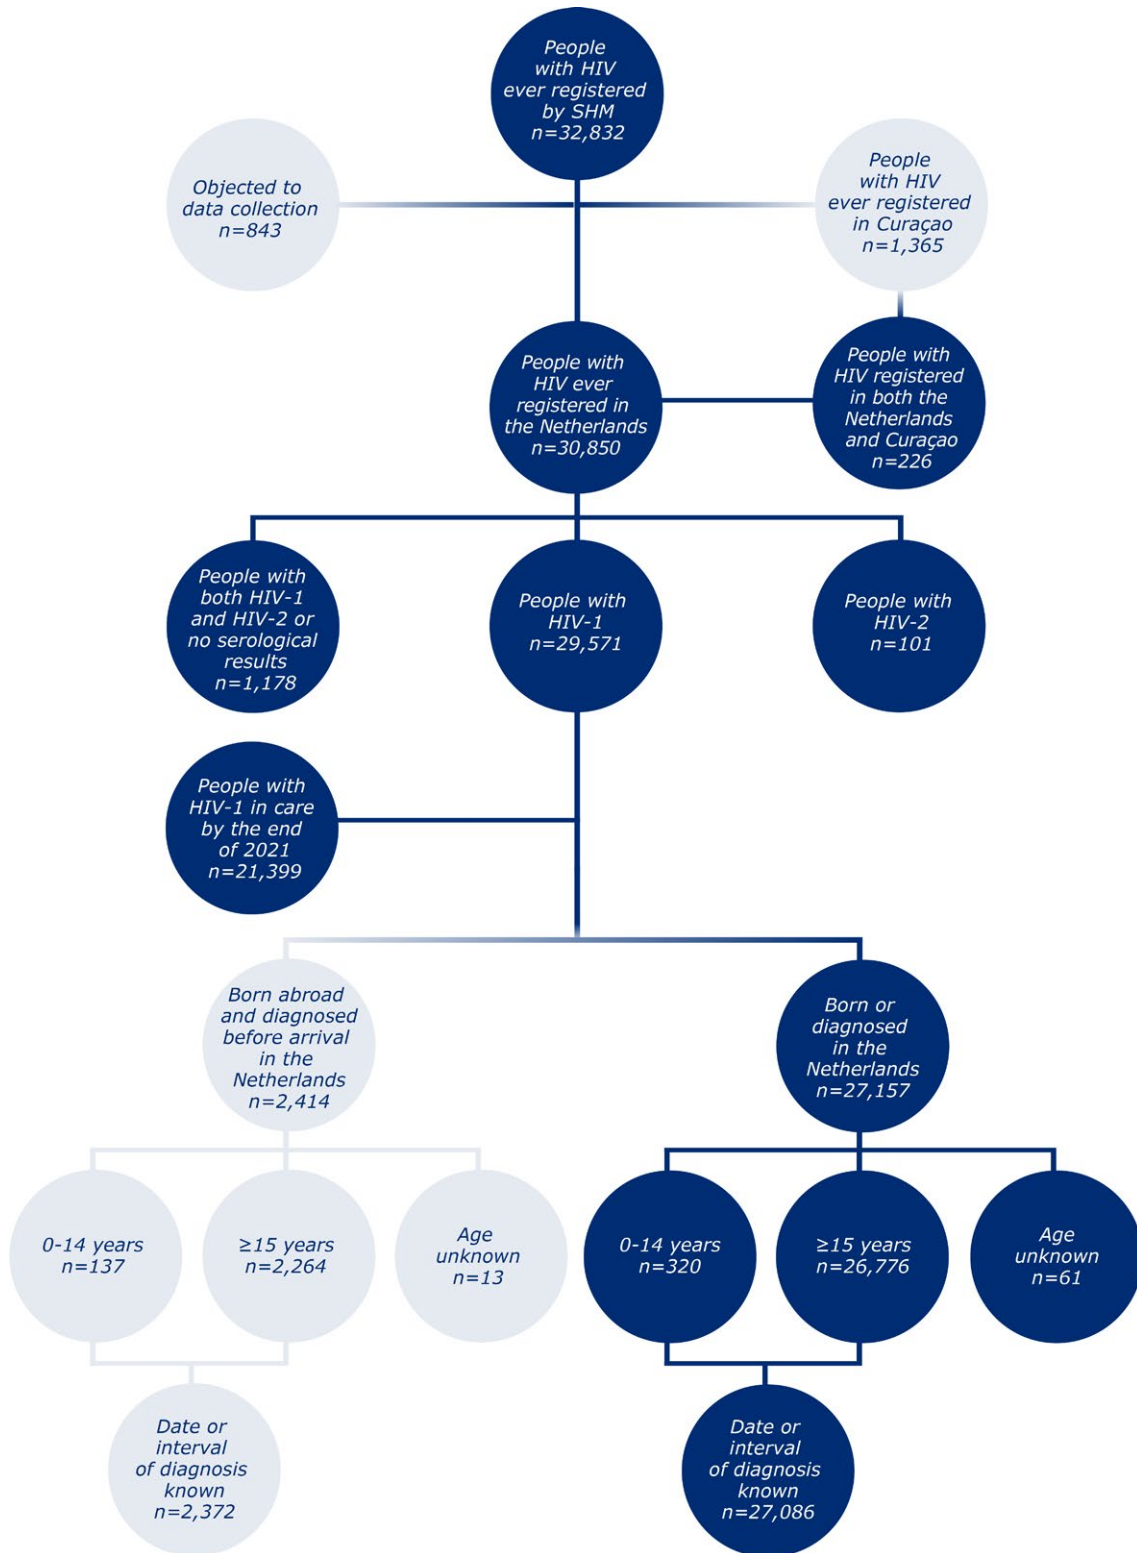 People
with HIV
ever registered
by SHM
n=32,832
Objected to
data collection
n=843
People
with HIV
ever registered
in Curaçao
n=1,365
People with
HIV ever
registered in
the Netherlands
n=30,850
People with
HIV registered
in both the
Netherlands
and Curaçao
n=226
People with
both HIV-1
and HIV-2 or
no serological
results
n=1,178
People with
HIV-1
n=29,571
People with
HIV-2
n=101
People with
HIV-1 in care
by the end
of 2021
n=21,399
Born abroad
and diagnosed
before arrival
in the
Netherlands
n=2,414
Born or
diagnosed
in the
Netherlands
n=27,157
0-14 years
n=137
≥15 years
n=2,264
Age
unknown
n=13
0-14 years
n=320
≥15 years
n=26,776
Age
unknown
n=61
Date or
interval
of diagnosis
known
n=2,372
Date or
interval
of diagnosis
known
n=27,086